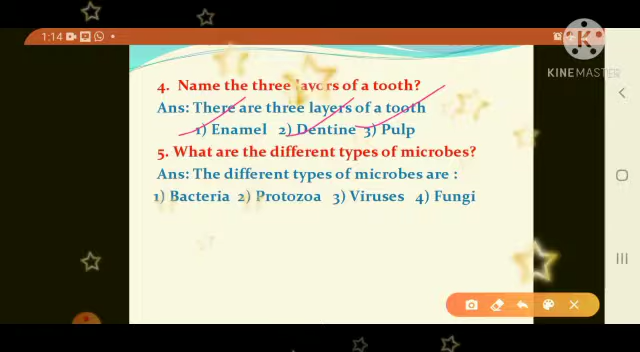 1:14
KINEMASTER
4. Name the three layors of a tooth?
Ans: There are three layers of a tooth
1) Enamel 2) Dentine 3) Pulp
5. What are the different types of microbes?
Ans: The different types of microbes are :
1) Bacteria 2) Protozoa 3) Viruses 4) Fungi